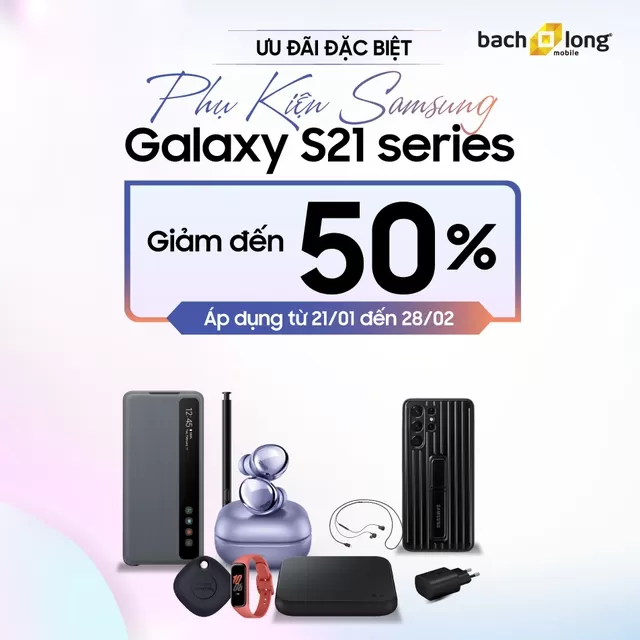 ƯU ĐÃI ĐẶC BIỆT
bach long
mobile
Phụ Kiện Samsung
Galaxy S21 series
Giảm đến 50%
Áp dụng từ 21/01 đến 28/02
12:45
SAMSUNG